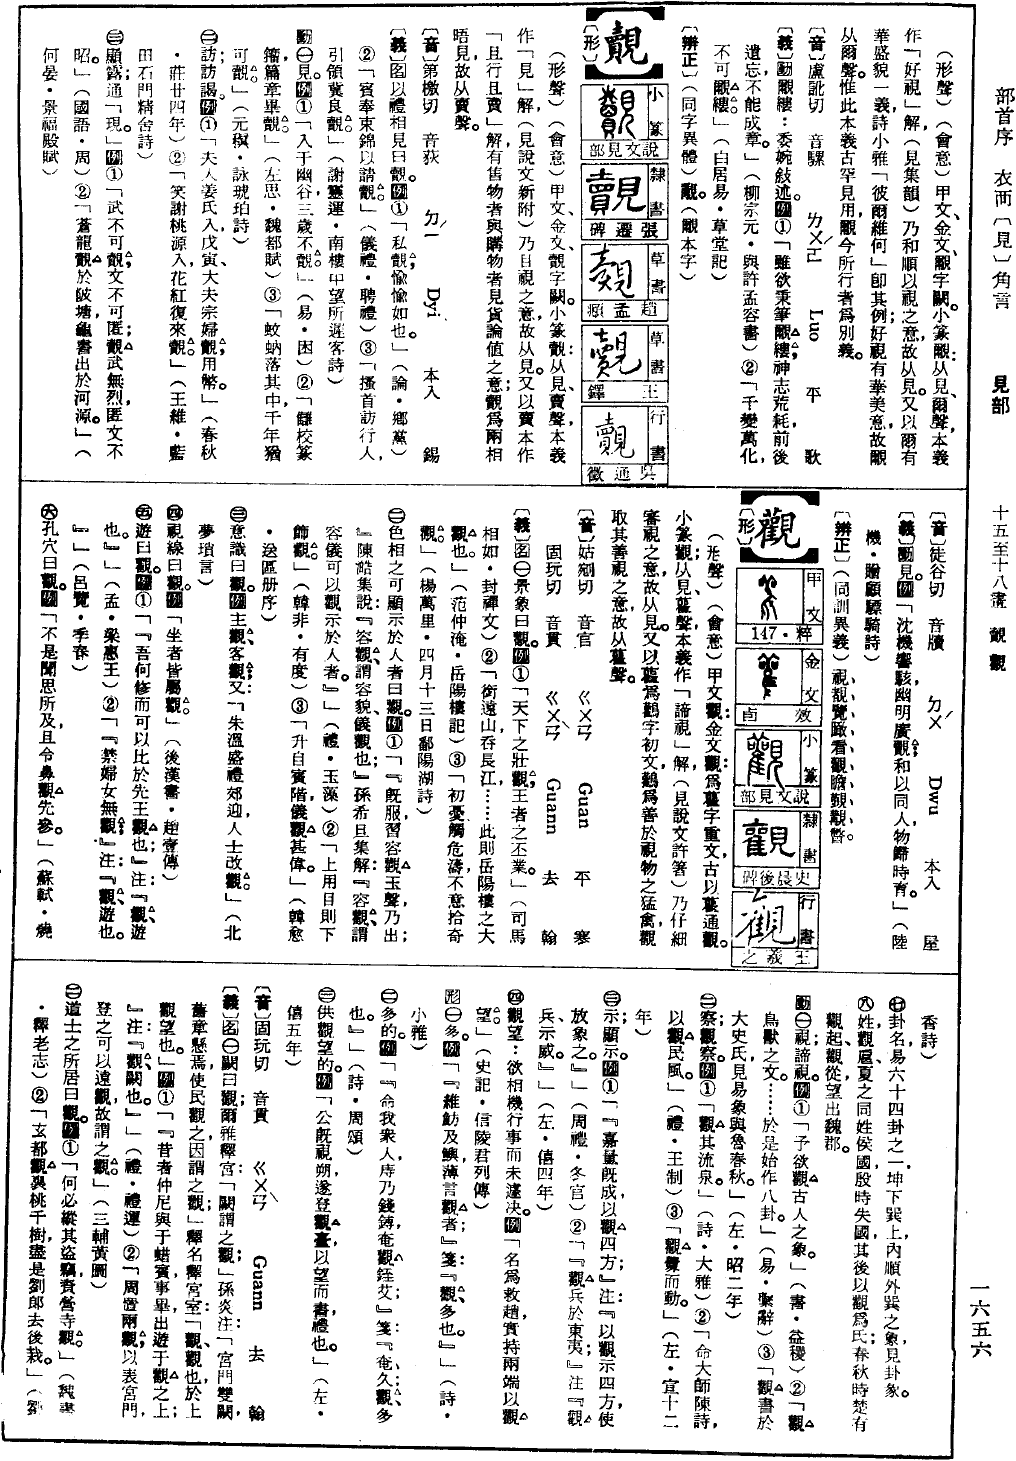 部首序 衣両〔見〕角言 見部 十五至十八畫 覿 觀 一六五六
（形聲）（會意）甲文、金文覼字闕。小篆覼：从見、爾聲，本義
作「好視」解（見集韻），乃和順以視之意，故从見。又以爾有
華盛貌一義，詩小雅「彼爾維何」卽其例；好視有華美意，故覼
从爾聲。惟此本義古罕見用，覼今所行者爲別義。
〔音〕盧訛切 音騾 ㄌㄨㄛˊ Luo 平 歌
〔義〕動覼縷：委婉敍述。例①「雖欲秉筆覼縷，神志荒耗，前後
遺忘，不能成章。」（柳宗元·與許孟容書）②「千變萬化，
不可覼縷。」（白居易·草堂記）
〔辨正〕（同字異體）覶（覼本字）
覿
〔形〕
小篆 說文見部
隸書 張遷碑
草書 趙孟頫
草書 王鐸
行書 吳通微
（形聲）（會意）甲文、金文覿字闕。小篆覿：从見、賣聲，本義
作「見」解（見說文新附），乃目視之意，故从見。又以賣本作
「且行且賣」解，有舊物者與購物者見貨論值之意，覿爲兩相
晤見，故从賣聲。
〔音〕第檄切 音荻 ㄉㄧˊ Dyi 本入 錫
〔義〕名以禮相見曰覿。例①「私覿，愉愉如也。」（論·鄉黨）
②「賓奉束錦以請覿。」（儀禮·聘禮）③「搔首訪行人，
引領冀良覿。」（謝靈運·南樓中望所遲客詩）
動㊀見。例①「入于幽谷，三歲不覿。」（易·困）②「讎校篆
籀，篇章畢覿。」（左思·魏都賦）③「蚊蚋落其中，千年猶
可覿。」（元稹·詠琥珀詩）
㊁訪；訪謁。例①「夫人姜氏入，戊寅，大夫宗婦覿，用幣。」（春秋
·莊廿四年）②「笑謝桃源人，花紅復來覿。」（王維·藍
田石門精舍詩）
㊂顯露；通「現」。例①「武不可覿，文不可匿；覿武無烈，匿文不
昭。」（國語·周）②「蒼龍覿於陂塘，龜書出於河源。」（
何晏·景福殿賦）
〔音〕徒谷切 音牘 ㄉㄨˊ Dwu 本入 屋
〔義〕動見。例「沈機響駭，幽明廣覿；和以同人，物歸時育。」（陸
機·贈顧驃騎詩）
〔辨正〕（同訓異義）視、覩、覽、瞰、看、觀、瞻、覲、覿、瞥。
觀
〔形〕
甲文 粹·147
金文 效卣
小篆 說文見部
隸書 史晨後碑
行書 王羲之
（形聲）（會意）甲文觀：金文觀爲雚字重文，古以雚通觀。
小篆觀：从見、雚聲，本義作「諦視」解（見說文許箸），乃仔細
審視之意，故从見。又以雚爲鸛字初文，鸛爲善於視物之猛禽，觀
取其善視之意，故从雚聲。
〔音〕姑剜切 音官 ㄍㄨㄢ Guan 平 寒
固玩切 音貫 ㄍㄨㄢˋ Guann 去 翰
〔義〕名㊀景象曰觀。例①「天下之壯觀，王者之丕業。」（司馬
相如·封禪文）②「銜遠山，吞長江……此則岳陽樓之大
觀也。」（范仲淹·岳陽樓記）③「初憂觸危濤，不意拾奇
觀。」（楊萬里·四月十三日鄱陽湖詩）
㊁色相之可顯示於人者曰觀。例①「『旣服，習容觀玉聲乃出；
』陳皓集說：『容觀，謂容貌儀觀也；』孫希旦集解：『容觀，謂
容儀可以觀示於人者。』」（禮·玉藻）②「上用目，則下
飾觀。」（韓非·有度）③「升自賓階，儀觀甚偉。」（韓愈
·送區册序）
㊂意識曰觀。例主觀、客觀。又：「朱溫盛禮郊迎，人士改觀。」（北
夢瑣言）
㊃視線曰觀。例「坐者皆屬觀。」（後漢書·趙壹傳）
㊄遊曰觀。例①「『吾何修而可以比於先王觀也；』注：『觀，遊
也。』」（孟·梁惠王）②「『禁婦女無觀；』注：『觀，遊也。
』」（呂覽·季春）
㊅孔穴曰觀。例「不是聞思所及，且令鼻觀先參。」（蘇軾·燒
香詩）
㊆卦名。易六十四卦之一，坤下巽上，內順外巽之象，見卦象。
㊇姓。觀、扈、夏之同姓侯國，殷時失國，其後以觀爲氏；春秋時楚有
觀起、觀從，望出魏郡。
動㊀視；諦視。例①「予欲觀古人之象。」（書·益稷）②「觀
鳥獸之文……於是始作八卦。」（易·繫辭）③「觀書於
大史氏，見易象與魯春秋。」（左·昭二年）
㊁察；觀察。例①「觀其流泉。」（詩·大雅）②「命大師陳詩，
以觀民風。」（禮·王制）③「觀釁而動。」（左·宣十二
年）
㊂示；顯示。例①「『嘉量旣成，以觀四方；』注：『以觀示四方，使
放象之。』」（周禮·冬官）②「『觀兵於東夷；』注：『觀
兵，示威。』」（左·僖四年）
㊃觀望：欲相機行事而未遽決。例「名爲救趙，實持兩端以觀
望。」（史記·信陵君列傳）
形㊀多。例「『維魴及鱮，薄言觀者；』箋：『觀，多也。』」（詩·
小雅）
㊁多的。例「『命我衆人，庤乃錢鎛，奄觀銍艾；』箋：『奄，久；觀，多
也。』」（詩·周頌）
㊂供觀望的。例「公旣視朔，遂登觀臺以望，而書，禮也。」（左·
僖五年）
〔音〕固玩切 音貫 ㄍㄨㄢˋ Guann 去 翰
〔義〕名㊀闕曰觀。爾雅釋宮：「闕謂之觀；」孫炎注：「宮門雙闕，
舊章懸焉，使民觀之，因謂之觀；」釋名釋宮室：「觀，觀也，於上
觀望也。」例①「『昔者仲尼與于蜡賓，事畢，出遊于觀之上；
』注：『觀，闕也。』」（禮·禮運）②「周置兩觀，以表宮門，
登之可以遠觀，故謂之觀。」（三輔黃圖）
㊁道士之所居曰觀。例①「何必縱其盜竊，資營寺觀。」（魏書
·釋老志）②「玄都觀裏桃千樹，盡是劉郎去後栽。」（劉